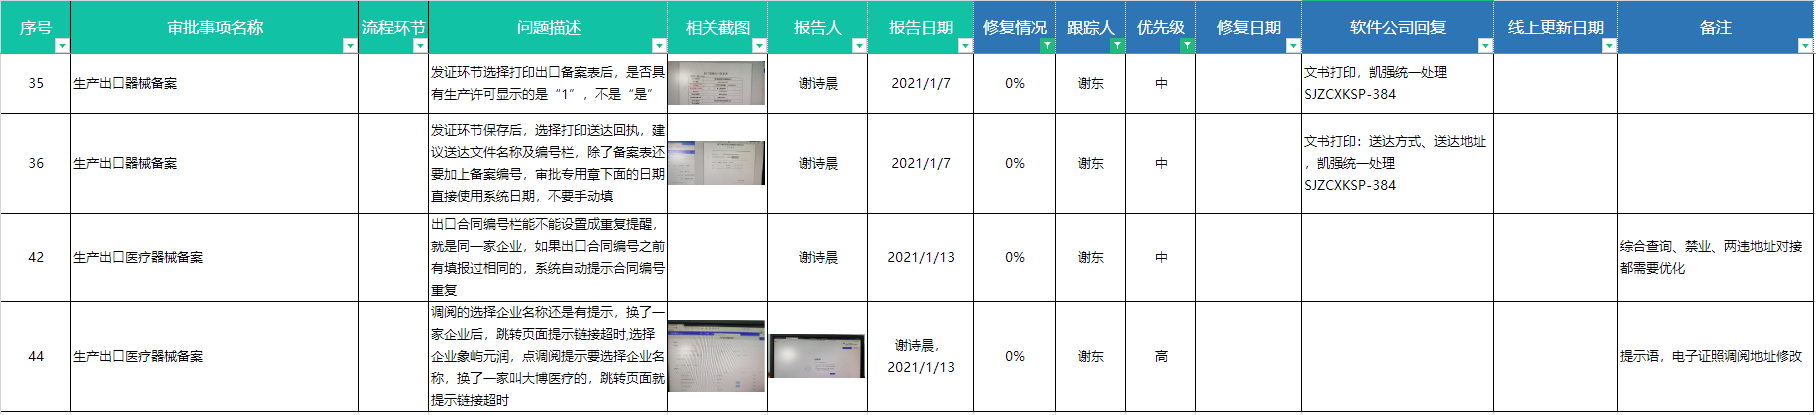 序号 审批事项名称 流程环节 问题描述 相关截图 报告人 报告日期 修复情况 跟踪人 优先级 修复日期 软件公司回复 线上更新日期 备注
35 生产出口器械备案
发证环节选择打印出口备案表后，是否具
有生产许可显示的是“1”，不是“是”
谢诗晨 2021/1/7 0% 谢东 中
文书打印，凯强统一处理
SJZCXKSP-384
36 生产出口器械备案
发证环节保存后，选择打印送达回执，建
议送达文件名称及编号栏，除了备案表还
要加上备案编号，审批专用章下面的日期
直接使用系统日期，不要手动填
谢诗晨 2021/1/7 0% 谢东 中
文书打印：送达方式、送达地址
，凯强统一处理
SJZCXKSP-384
42 生产出口医疗器械备案
出口合同编号栏能不能设置成重复提醒，
就是同一家企业，如果出口合同编号之前
有填报过相同的，系统自动提示合同编号
重复
谢诗晨 2021/1/13 0% 谢东 中
综合查询、禁业、两违地址对接
都需要优化
44 生产出口医疗器械备案
调阅的选择企业名称还是有提示，换了一
家企业后，跳转页面提示链接超时,选择
企业象屿元润，点调阅提示要选择企业名
称，换了一家叫大博医疗的，跳转页面就
提示链接超时
谢诗晨，
2021/1/13
0% 谢东 高
提示语，电子证照调阅地址修改